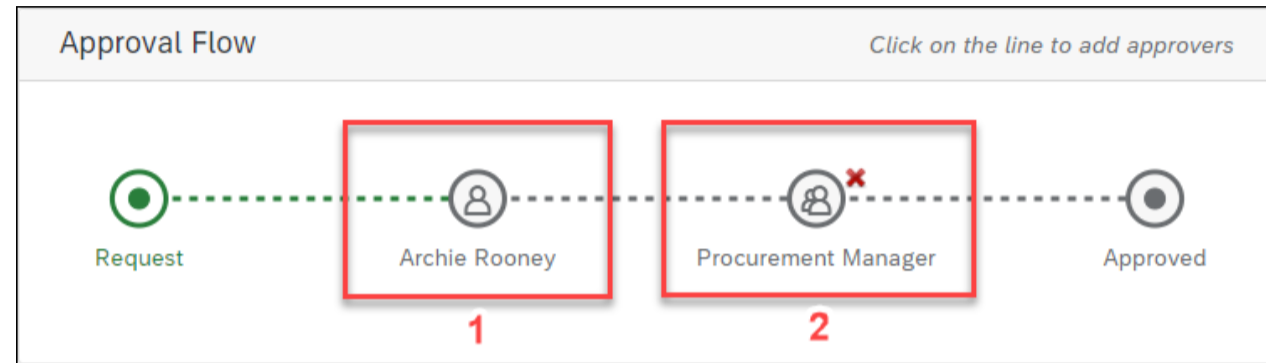 Approval Flow
Click on the line to add approvers
Request
Archie Rooney
Procurement Manager
Approved
1
2